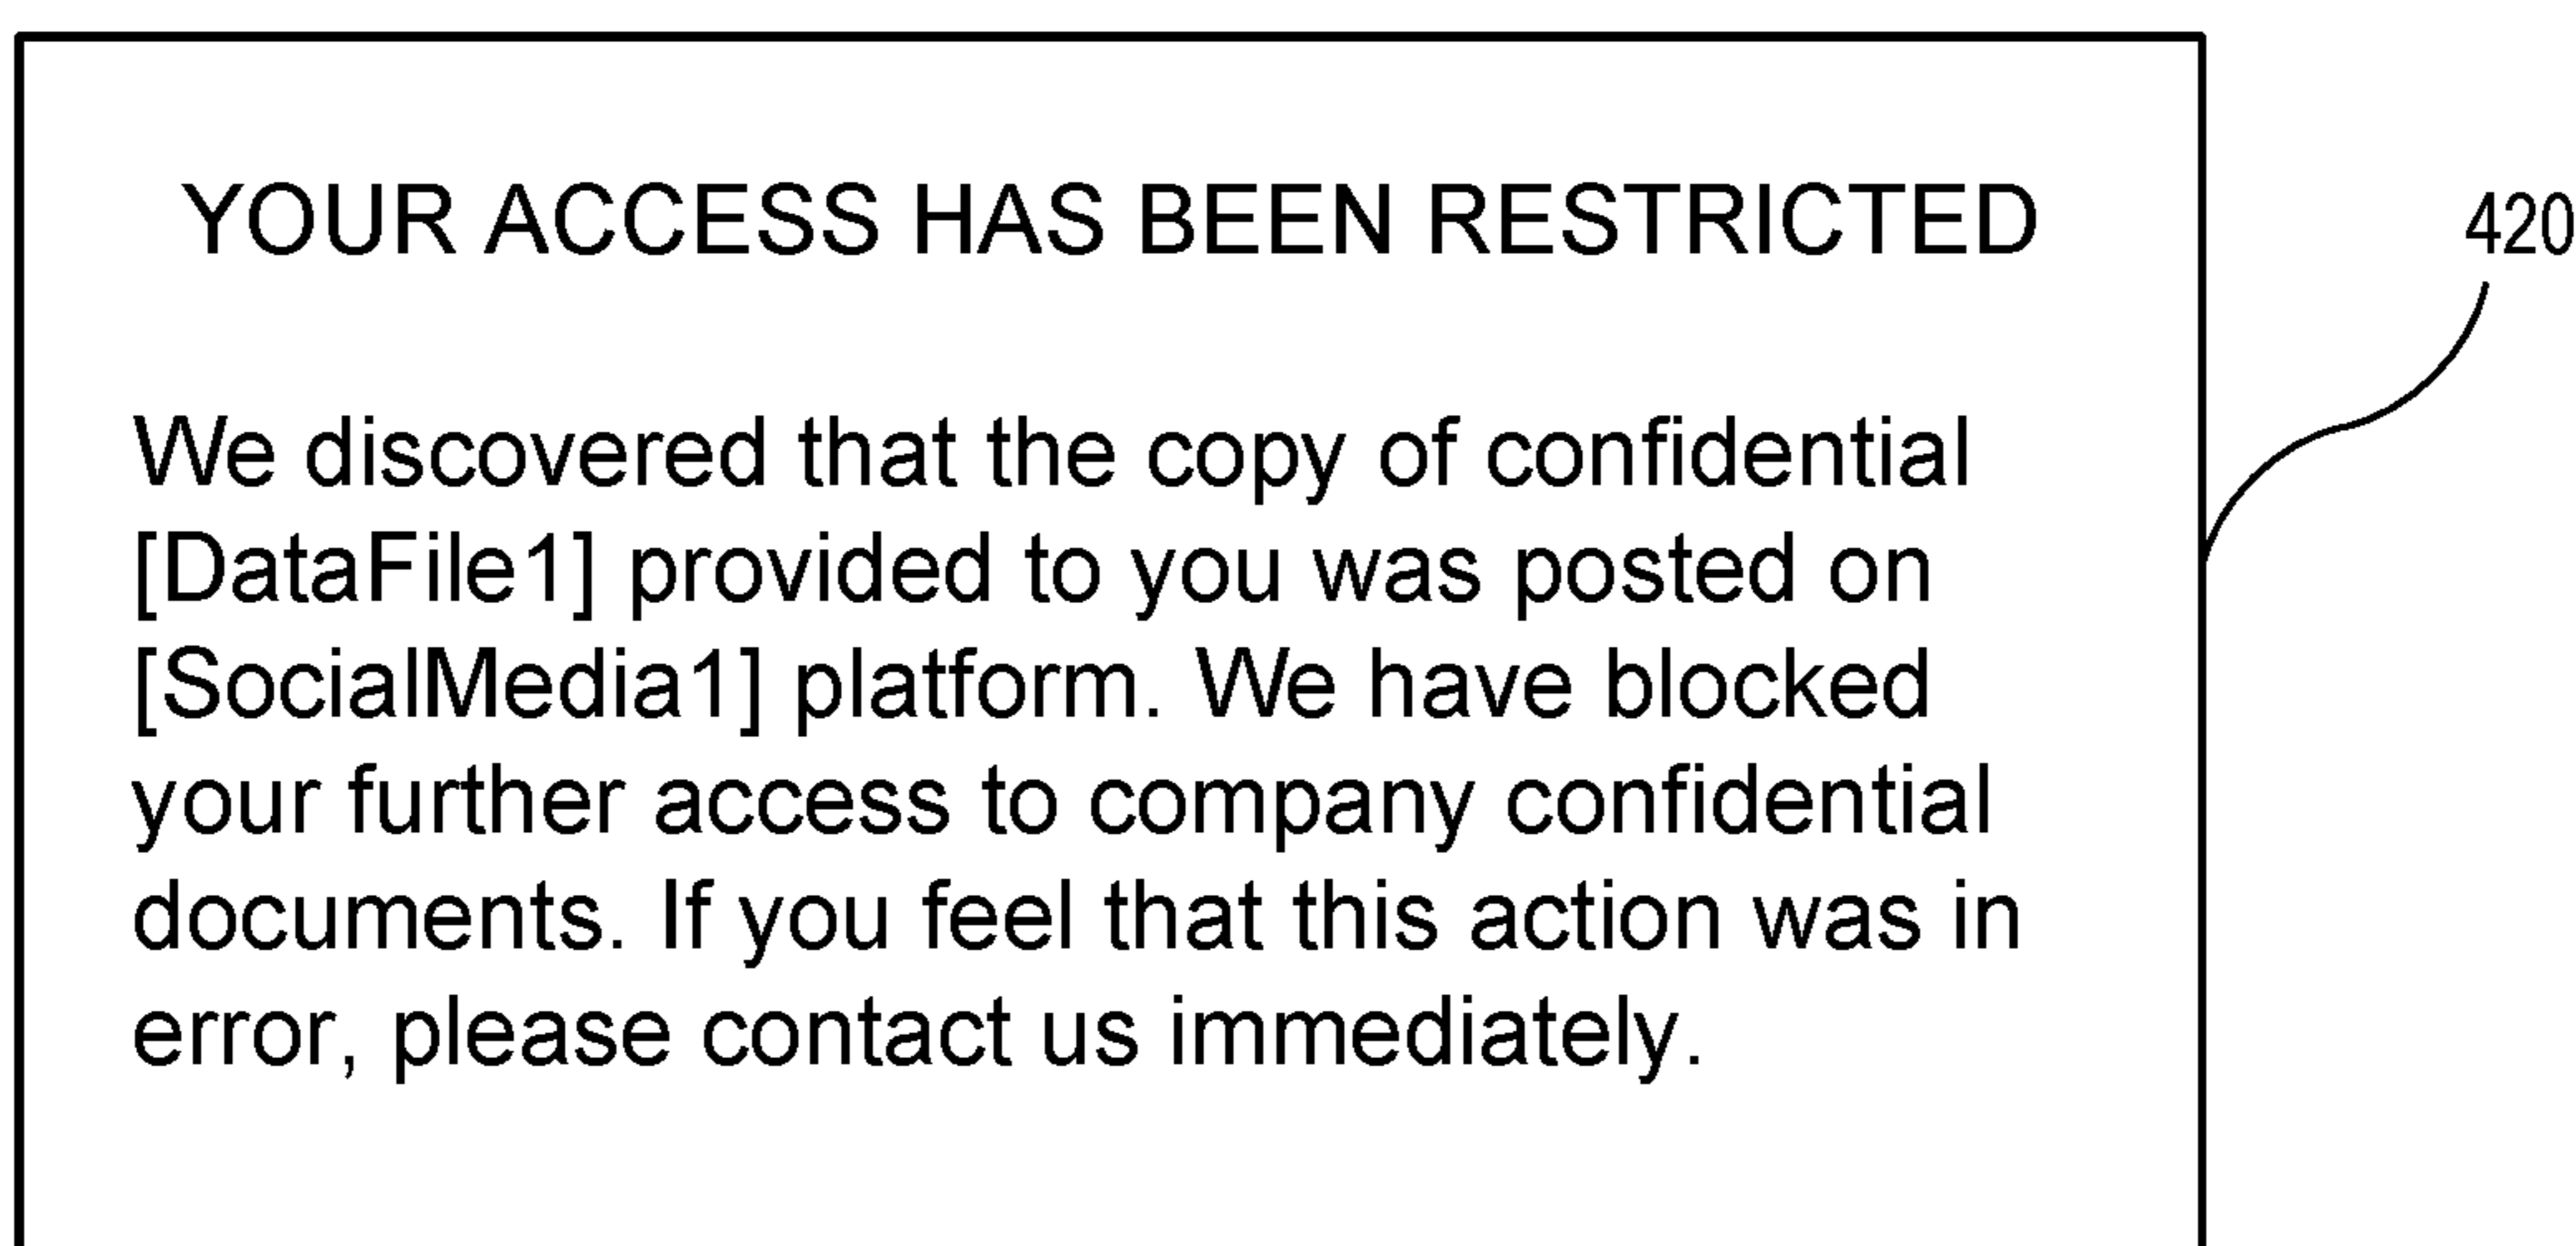 YOUR ACCESS HAS BEEN RESTRICTED
420
We discovered that the copy of confidential
[DataFile1] provided to you was posted on
[SocialMedia1] platform. We have blocked
your further access to company confidential
documents. If you feel that this action was in
error, please contact us immediately.